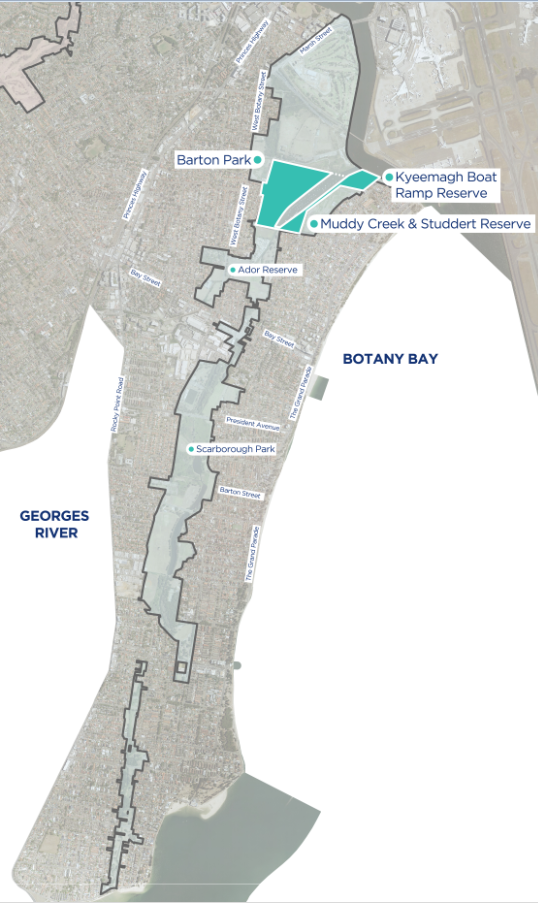 Princes Highway
Marsh Street
West Botany Street
Barton Park
Kyeemagh Boat
Ramp Reserve
Princes Highway
West Botany Street
Muddy Creek & Studdert Reserve
Ador Reserve
Bay Street
Bay Street
BOTANY BAY
The Grand Parade
Rocky Point Road
President Avenue
Scarborough Park
Barton Street
GEORGES
RIVER
The Grand Parade